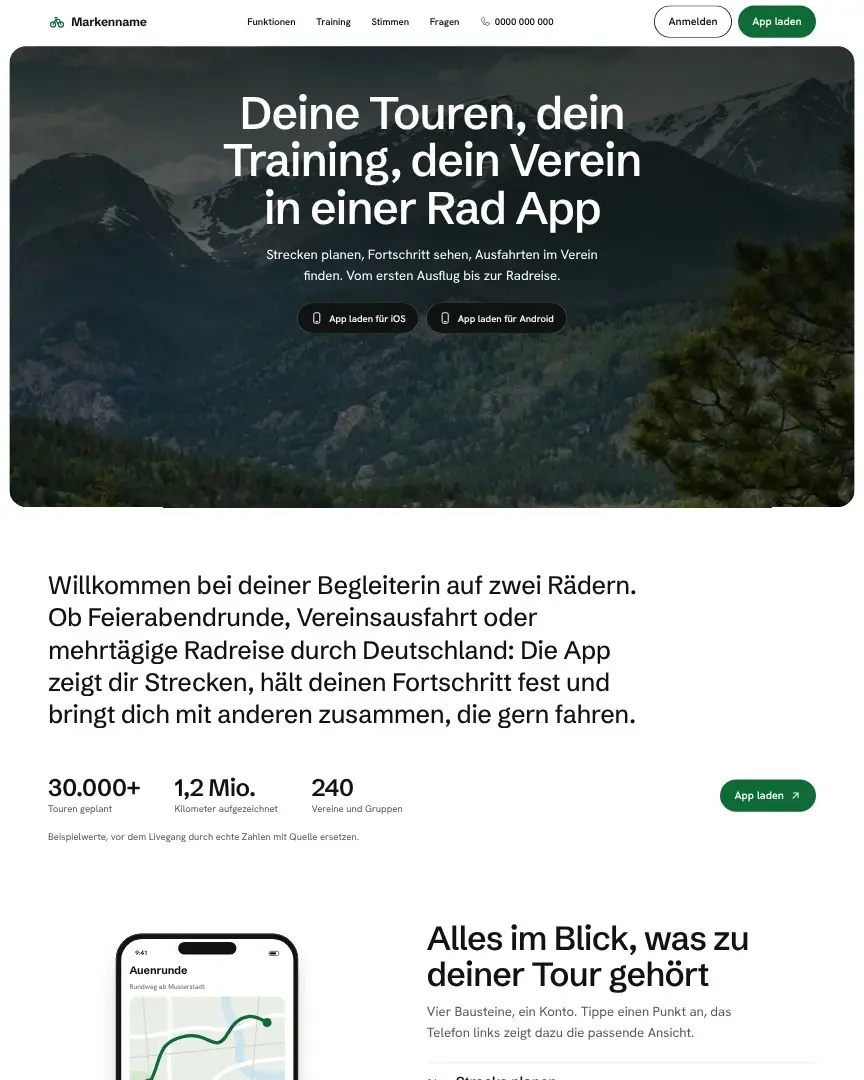 Markenname
Funktionen
Training
Stimmen
Fragen
0000 000 000
Anmelden
App laden
Deine Touren, dein
Training, dein Verein
in einer Rad App
Strecken planen, Fortschritt sehen, Ausfahrten im Verein
finden. Vom ersten Ausflug bis zur Radreise.
App laden für iOS
App laden für Android
Willkommen bei deiner Begleiterin auf zwei Rädern.
Ob Feierabendrunde, Vereinsausfahrt oder
mehrtägige Radreise durch Deutschland: Die App
zeigt dir Strecken, hält deinen Fortschritt fest und
bringt dich mit anderen zusammen, die gern fahren.
30.000+
Touren geplant
1,2 Mio.
Kilometer aufgezeichnet
240
Vereine und Gruppen
App laden
Beispielwerte, vor dem Livegang durch echte Zahlen mit Quelle ersetzen.
9:41
Auenrunde
Rundweg ab Musterstadt
Alles im Blick, was zu
deiner Tour gehört
Vier Bausteine, ein Konto. Tippe einen Punkt an, das
Telefon links zeigt dazu die passende Ansicht.